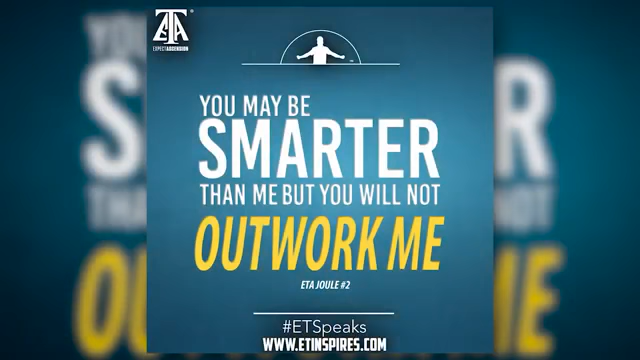 ETA
EXPECT ASCENSION
YOU MAY BE
SMARTER
THAN ME BUT YOU WILL NOT
OUTWORK ME
ETA JOULE #2
#ETSpeaks
WWW.ETINSPIRES.COM